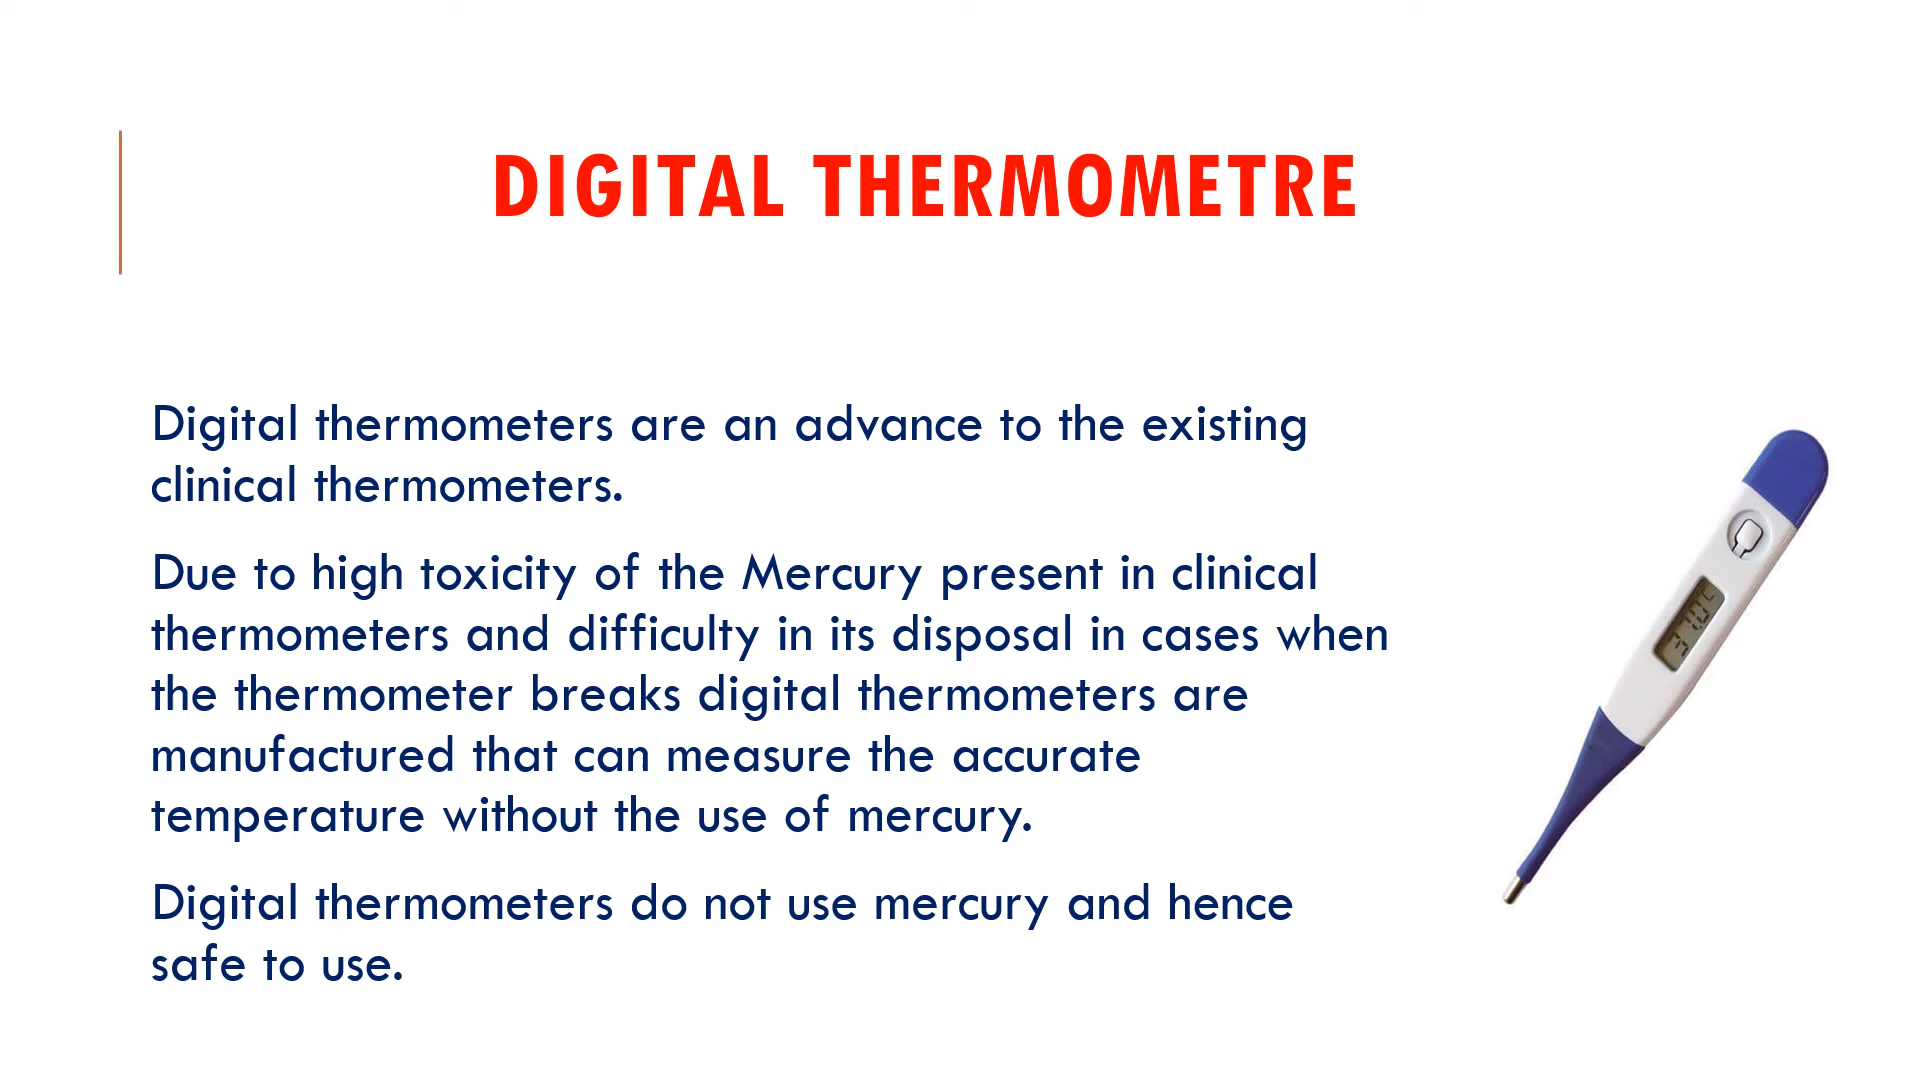 DIGITAL THERMOMETRE
Digital thermometers are an advance to the existing
clinical thermometers.
Due to high toxicity of the Mercury present in clinical
thermometers and difficulty in its disposal in cases when
the thermometer breaks digital thermometers are
manufactured that can measure the accurate
temperature without the use of mercury.
Digital thermometers do not use mercury and hence
safe to use.